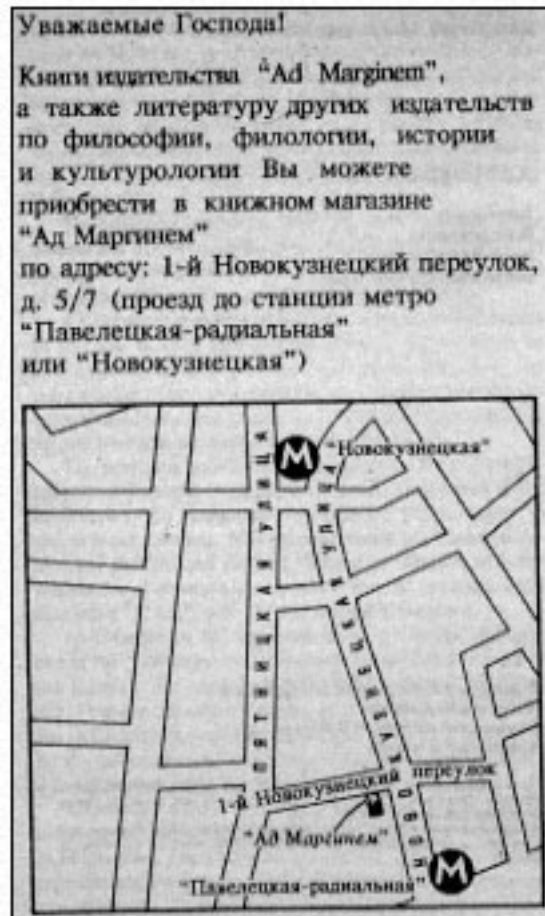 Уважаемые Господа!
Книги издательства “Ad Marginem”,
а также литературу других издательств
по философии, филологии, истории
и культурологии Вы можете
приобрести в книжном магазине
“Ад Маргинем”
по адресу: 1-й Новокузнецкий переулок,
д. 5/7 (проезд до станции метро
“Павелецкая-радиальная”
или “Новокузнецкая”)
М
“Новокузнецкая”
ПЯТНИЦКАЯ УЛИЦА
НОВОКУЗНЕЦКАЯ УЛИЦА
1-й Новокузнецкий переулок
“Ад Маргинем”
“Павелецкая-радиальная”
М